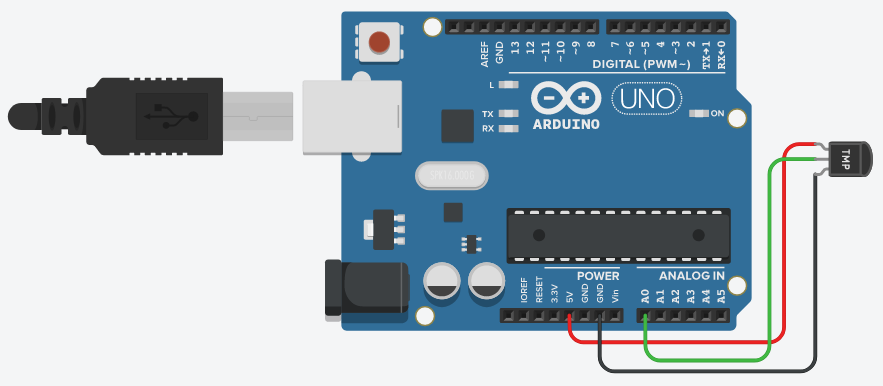 AREF
GND
13
12
~11
~10
~9
8
7
~6
~5
4
~3
2
TX→1
RX←0
DIGITAL (PWM~)
L
TX
RX
UNO
ON
ARDUINO
TMP
POWER
ANALOG IN
IOREF
RESET
3.3V
5V
GND
GND
Vin
A0
A1
A2
A3
A4
A5